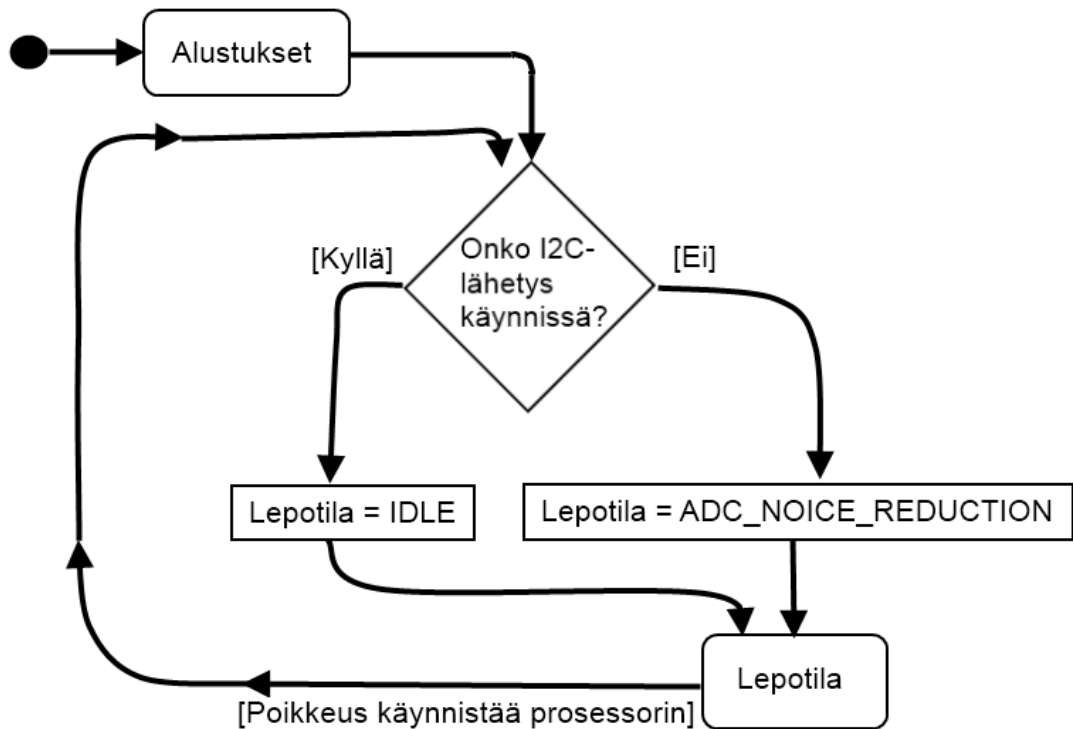 Alustukset
Onko I2C-
lähetys
käynnissä?
[Kyllä]
[Ei]
Lepotila = IDLE
Lepotila = ADC_NOICE_REDUCTION
Lepotila
[Poikkeus käynnistää prosessorin]